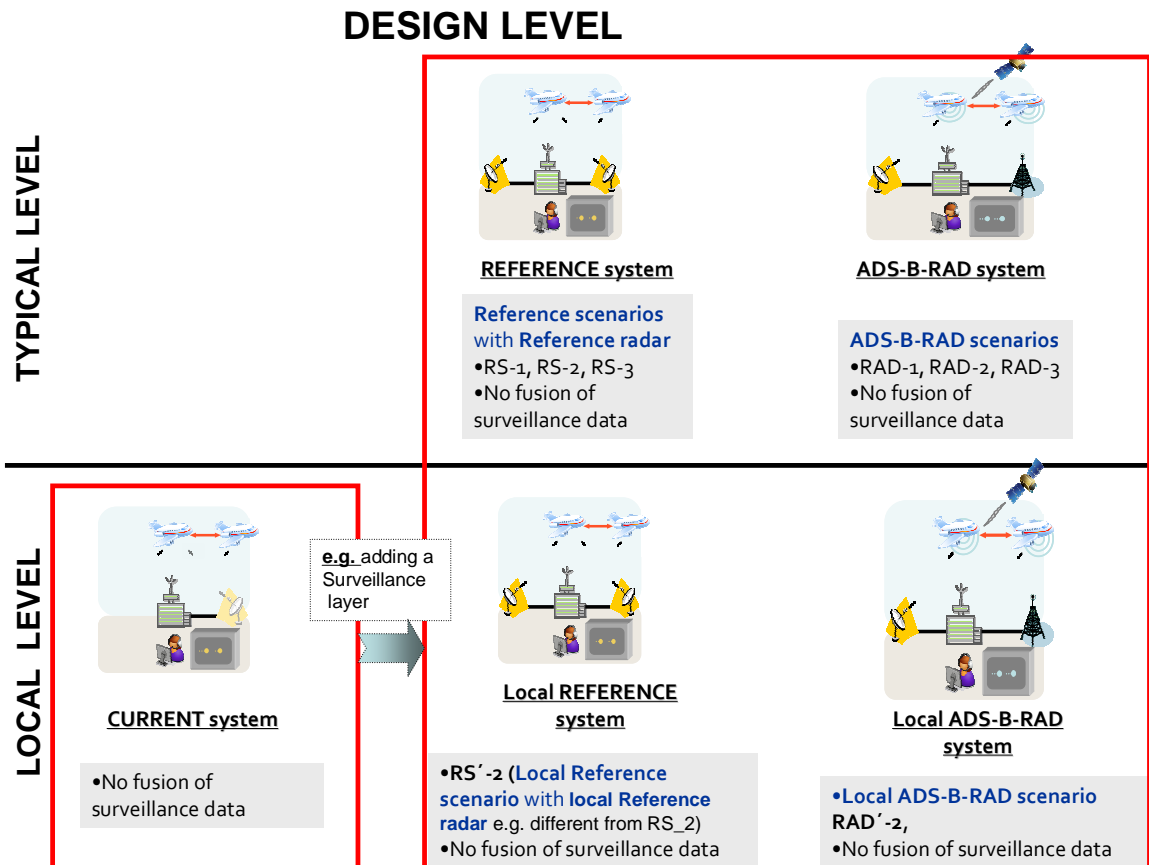 DESIGN LEVEL
TYPICAL LEVEL
REFERENCE system
Reference scenarios
with Reference radar
•RS-1, RS-2, RS-3
•No fusion of
surveillance data
ADS-B-RAD system
ADS-B-RAD scenarios
•RAD-1, RAD-2, RAD-3
•No fusion of
surveillance data
LOCAL LEVEL
CURRENT system
•No fusion of
surveillance data
e.g. adding a
Surveillance
layer
Local REFERENCE
system
•RS´-2 (Local Reference
scenario with local Reference
radar e.g. different from RS_2)
•No fusion of surveillance data
Local ADS-B-RAD
system
•Local ADS-B-RAD scenario
RAD´-2,
•No fusion of surveillance data